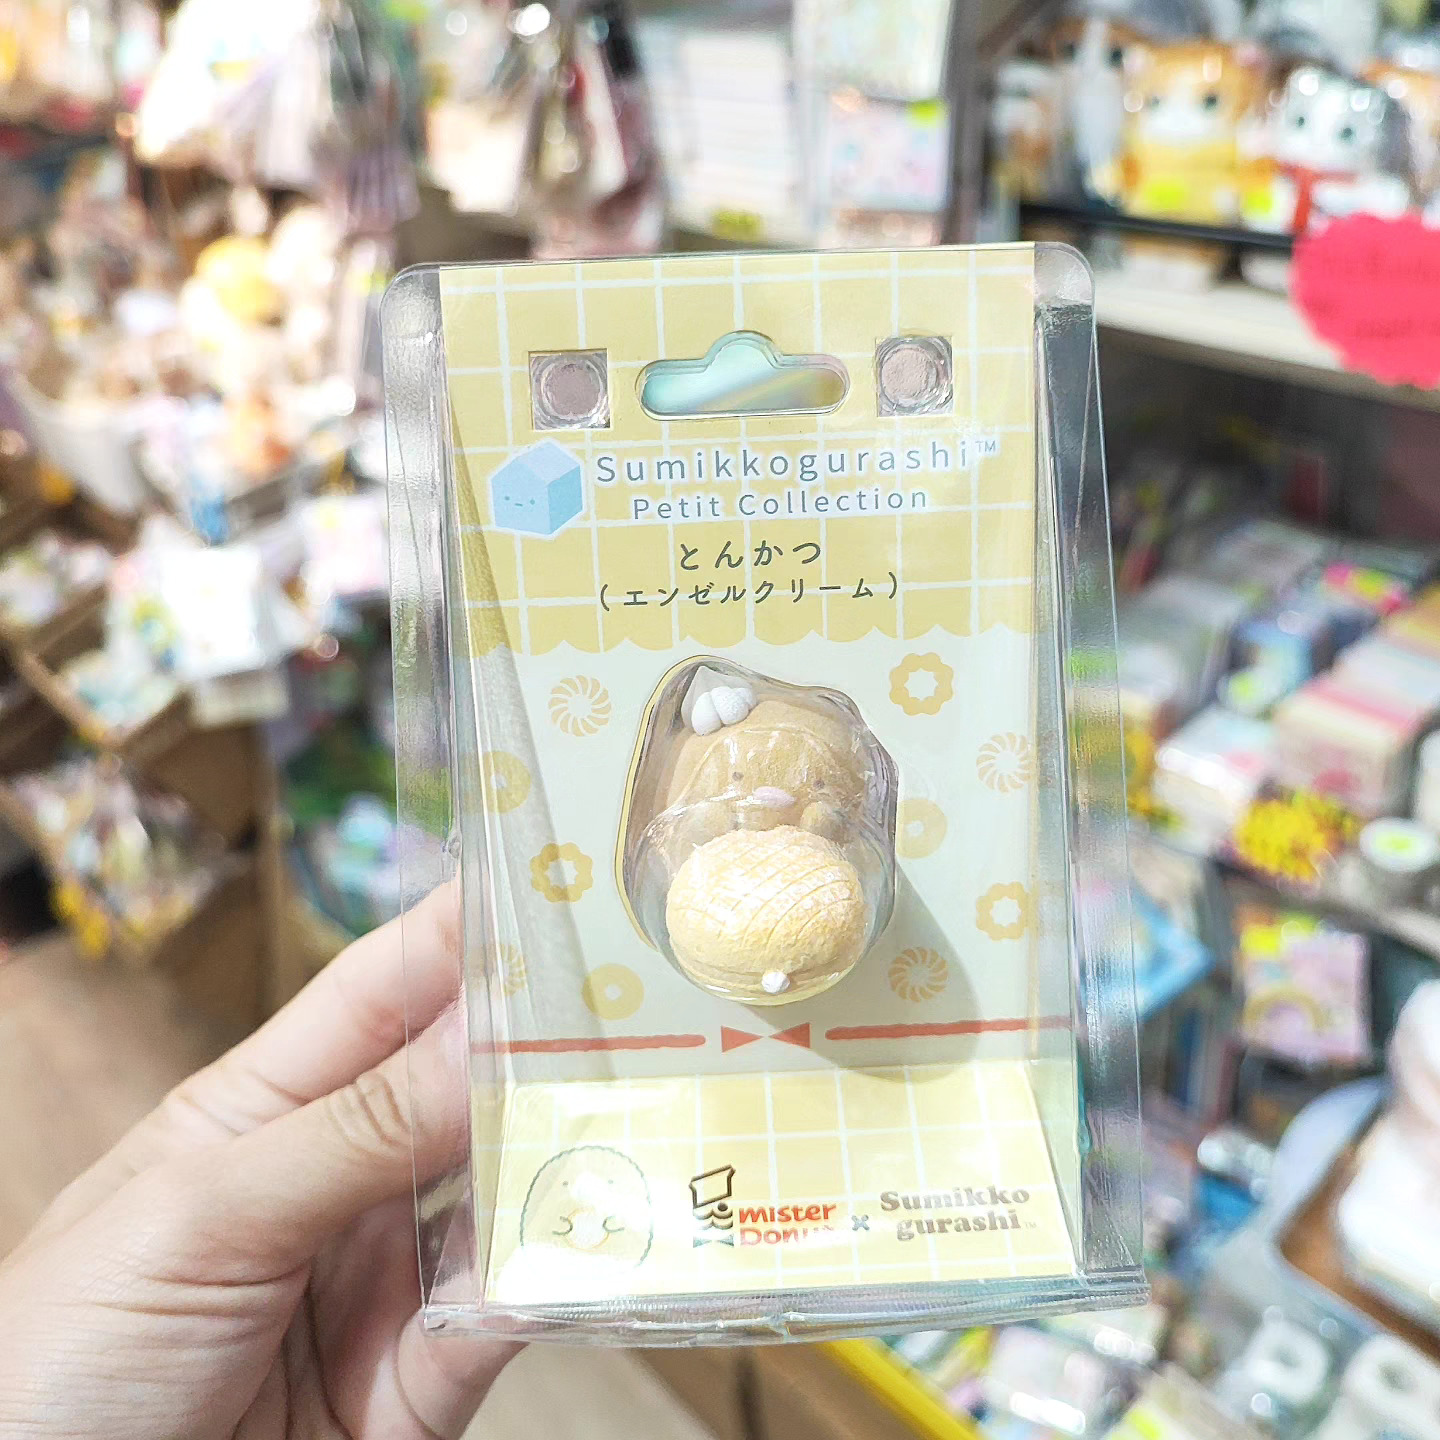 Sumikkogurashi™
Petit Collection
とんかつ
(エンゼルクリーム)
mister Donut × Sumikko gurashi™